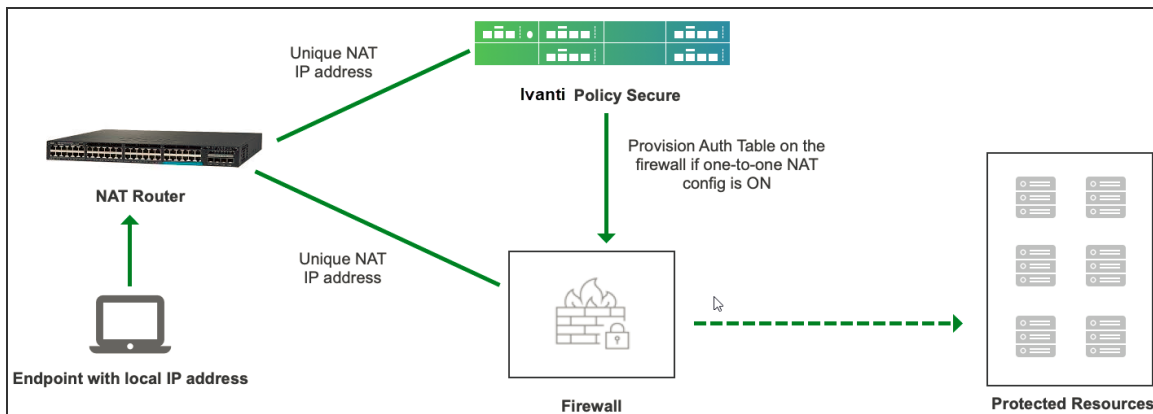 Unique NAT
IP address
Ivanti Policy Secure
Provision Auth Table on the
firewall if one-to-one NAT
config is ON
NAT Router
Unique NAT
IP address
Endpoint with local IP address
Firewall
Protected Resources